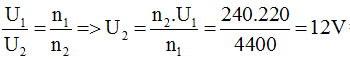 U₁/U₂ = n₁/n₂ => U₂ = n₂.U₁/n₁ = 240.220/4400 = 12V